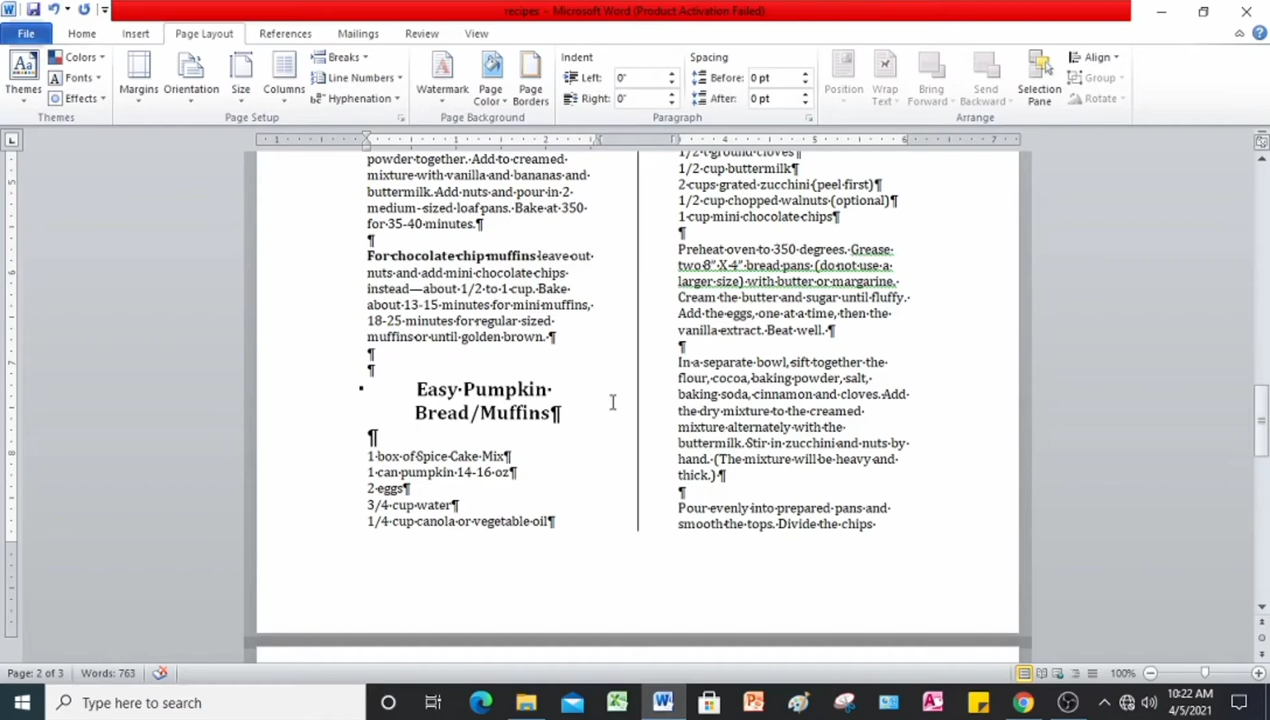 recipes – Microsoft Word (Product Activation Failed)
File Home Insert Page Layout References Mailings Review View
Themes
Colors
Fonts
Effects
Themes
Margins
Orientation
Size
Columns
Breaks
Line Numbers
Hyphenation
Page Setup
Watermark
Page Color
Page Borders
Page Background
Indent
Left: 0"
Right: 0"
Spacing
Before: 0 pt
After: 0 pt
Paragraph
Position
Wrap Text
Bring Forward
Send Backward
Selection Pane
Align
Group
Rotate
Arrange
1 1 2 5 6 7
5
6
7
8
9
powder·together.·Add·to·creamed·
mixture·with·vanilla·and·bananas·and·
buttermilk.·Add·nuts·and·pour·in·2·
medium-sized·loaf·pans.·Bake·at·350·
for·35-40·minutes.¶
¶
For·chocolate·chip·muffins·leave·out·
nuts·and·add·mini·chocolate·chips·
instead—about·1/2·to·1·cup.·Bake·
about·13-15·minutes·for·mini·muffins,·
18-25·minutes·for·regular·sized·
muffins·or·until·golden·brown.·¶
¶
¶
Easy·Pumpkin·
Bread/Muffins¶
¶
1·box·of·Spice·Cake·Mix¶
1·can·pumpkin·14-16·oz¶
2·eggs¶
3/4·cup·water¶
1/4·cup·canola·or·vegetable·oil¶
1/2·t·ground·cloves¶
1/2·cup·buttermilk¶
2·cups·grated·zucchini·(peel·first)¶
1/2·cup·chopped·walnuts·(optional)¶
1·cup·mini·chocolate·chips¶
¶
Preheat·oven·to·350·degrees.·Grease·
two·8"·X·4"·bread·pans·(do·not·use·a·
larger·size)·with·butter·or·margarine.·
Cream·the·butter·and·sugar·until·fluffy.·
Add·the·eggs,·one·at·a·time,·then·the·
vanilla·extract.·Beat·well.·¶
¶
In·a·separate·bowl,·sift·together·the·
flour,·cocoa,·baking·powder,·salt,·
baking·soda,·cinnamon·and·cloves.·Add·
the·dry·mixture·to·the·creamed·
mixture·alternately·with·the·
buttermilk.·Stir·in·zucchini·and·nuts·by·
hand.·(The·mixture·will·be·heavy·and·
thick.)·¶
¶
Pour·evenly·into·prepared·pans·and·
smooth·the·tops.·Divide·the·chips·
Page: 2 of 3 Words: 763 100%
Type here to search
10:22 AM
4/5/2021